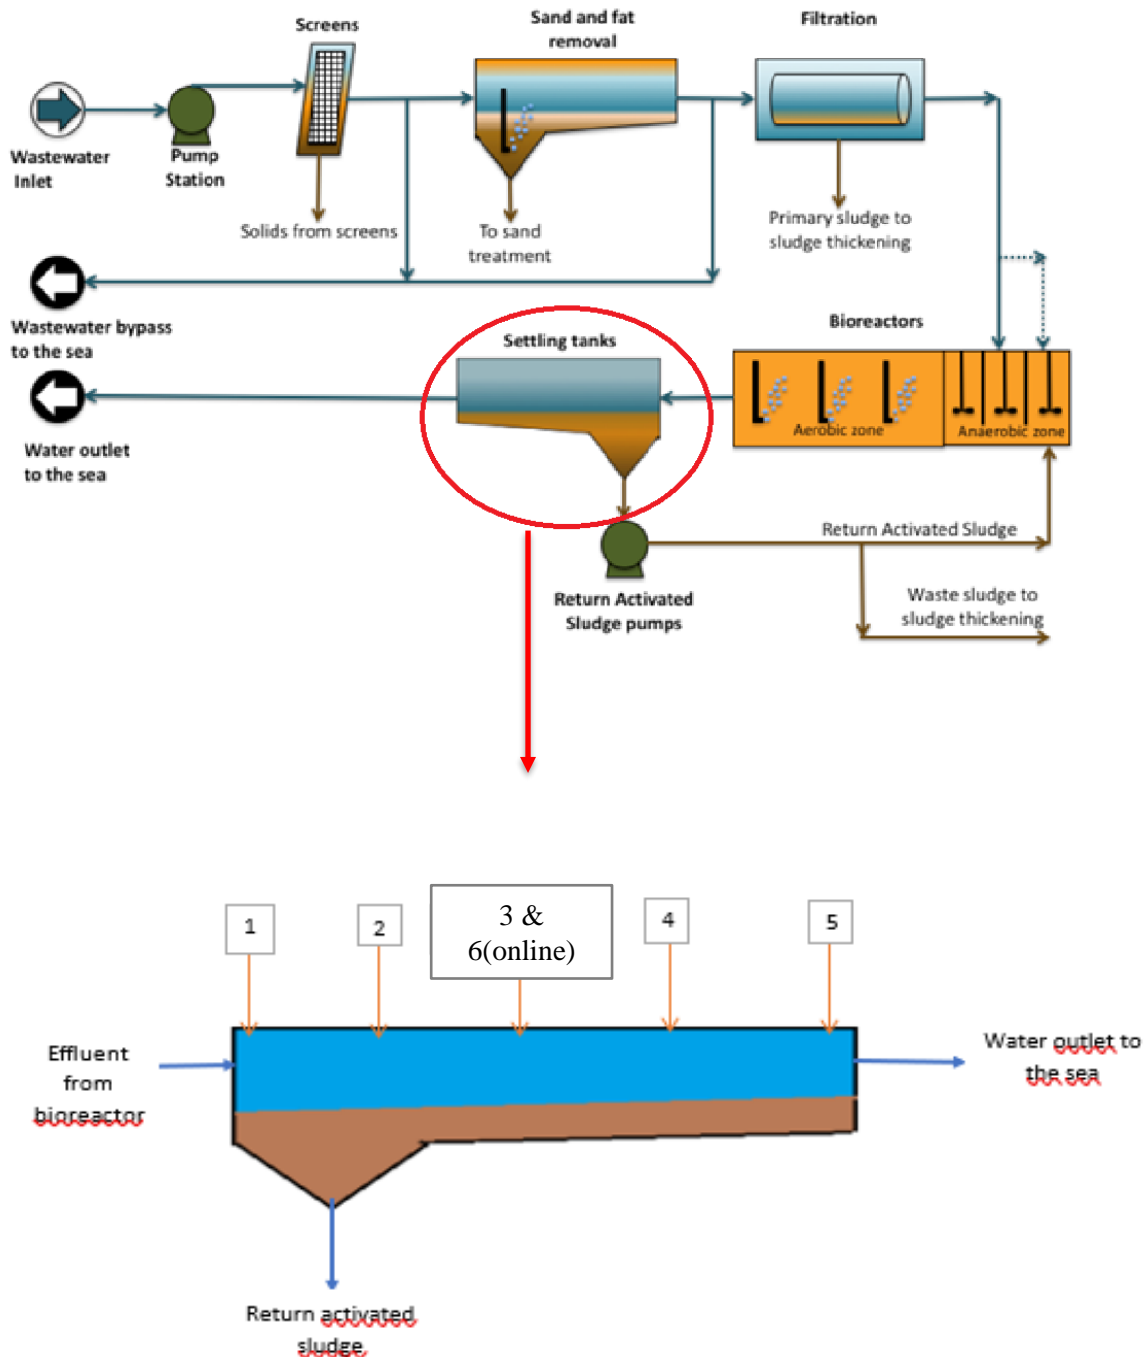 Screens
Sand and fat
removal
Filtration
Wastewater
Inlet
Pump
Station
Solids from screens
To sand
treatment
Primary sludge to
sludge thickening
Wastewater bypass
to the sea
Settling tanks
Bioreactors
Aerobic zone
Anaerobic zone
Water outlet
to the sea
Return Activated Sludge
Return Activated
Sludge pumps
Waste sludge to
sludge thickening
1
2
3 &
6(online)
4
5
Effluent
from
bioreactor
Water outlet to
the sea
Return activated
sludge